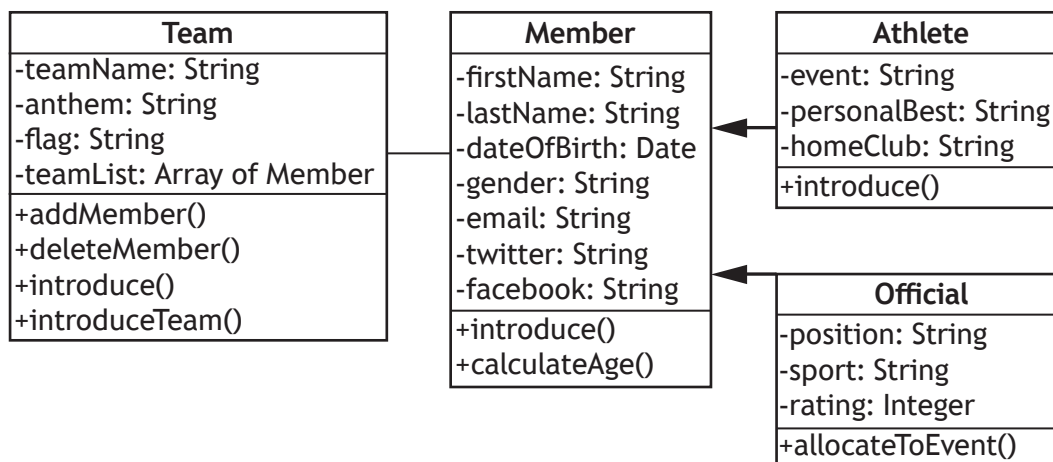 Team
-teamName: String
-anthem: String
-flag: String
-teamList: Array of Member
+addMember()
+deleteMember()
+introduce()
+introduceTeam()
Member
-firstName: String
-lastName: String
-dateOfBirth: Date
-gender: String
-email: String
-twitter: String
-facebook: String
+introduce()
+calculateAge()
Athlete
-event: String
-personalBest: String
-homeClub: String
+introduce()
Official
-position: String
-sport: String
-rating: Integer
+allocateToEvent()